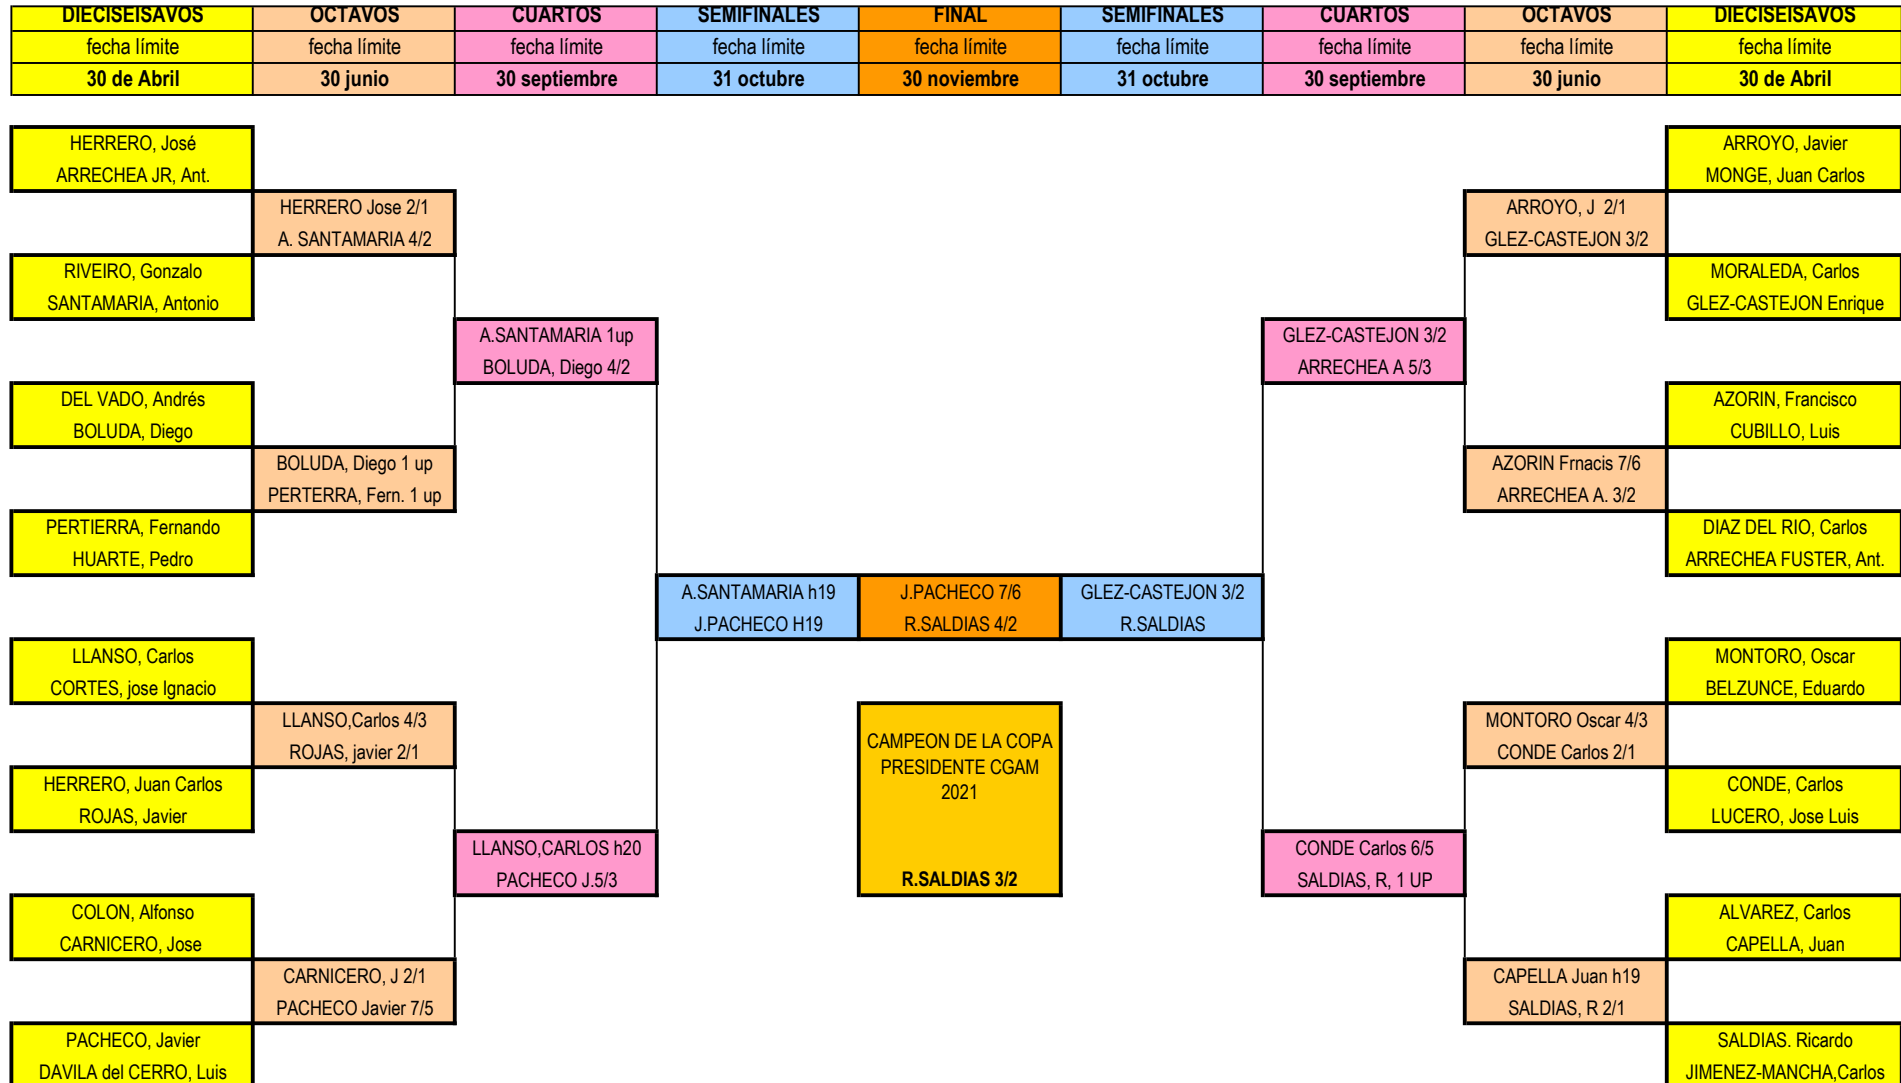 DIECISEISAVOS OCTAVOS CUARTOS SEMIFINALES FINAL SEMIFINALES CUARTOS OCTAVOS DIECISEISAVOS
fecha límite fecha límite fecha límite fecha límite fecha límite fecha límite fecha límite fecha límite fecha límite
30 de Abril 30 junio 30 septiembre 31 octubre 30 noviembre 31 octubre 30 septiembre 30 junio 30 de Abril
HERRERO, José ARROYO, Javier
ARRECHEA JR, Ant. MONGE, Juan Carlos
HERRERO Jose 2/1 ARROYO, J 2/1
A. SANTAMARIA 4/2 GLEZ-CASTEJON 3/2
RIVEIRO, Gonzalo MORALEDA, Carlos
SANTAMARIA, Antonio GLEZ-CASTEJON Enrique
A.SANTAMARIA 1up GLEZ-CASTEJON 3/2
BOLUDA, Diego 4/2 ARRECHEA A 5/3
DEL VADO, Andrés AZORIN, Francisco
BOLUDA, Diego CUBILLO, Luis
BOLUDA, Diego 1 up AZORIN Frnacis 7/6
PERTERRA, Fern. 1 up ARRECHEA A. 3/2
PERTIERRA, Fernando DIAZ DEL RIO, Carlos
HUARTE, Pedro ARRECHEA FUSTER, Ant.
A.SANTAMARIA h19 J.PACHECO 7/6 GLEZ-CASTEJON 3/2
J.PACHECO H19 R.SALDIAS 4/2 R.SALDIAS
LLANSO, Carlos MONTORO, Oscar
CORTES, jose Ignacio BELZUNCE, Eduardo
LLANSO,Carlos 4/3 MONTORO Oscar 4/3
ROJAS, javier 2/1 CONDE Carlos 2/1
CAMPEON DE LA COPA
PRESIDENTE CGAM
2021
HERRERO, Juan Carlos CONDE, Carlos
ROJAS, Javier LUCERO, Jose Luis
LLANSO,CARLOS h20 CONDE Carlos 6/5
PACHECO J.5/3 R.SALDIAS 3/2 SALDIAS, R, 1 UP
COLON, Alfonso ALVAREZ, Carlos
CARNICERO, Jose CAPELLA, Juan
CARNICERO, J 2/1 CAPELLA Juan h19
PACHECO Javier 7/5 SALDIAS, R 2/1
PACHECO, Javier SALDIAS. Ricardo
DAVILA del CERRO, Luis JIMENEZ-MANCHA,Carlos